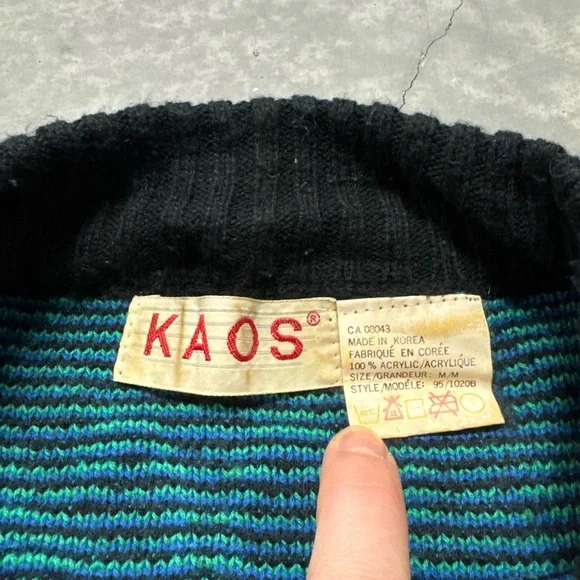 KAOS®
CA 08043
MADE IN KOREA
FABRIQUÉ EN CORÉE
100 % ACRYLIC/ACRYLIQUE
SIZE/GRANDEUR: M/M
STYLE/MODÈLE: 95/1020B